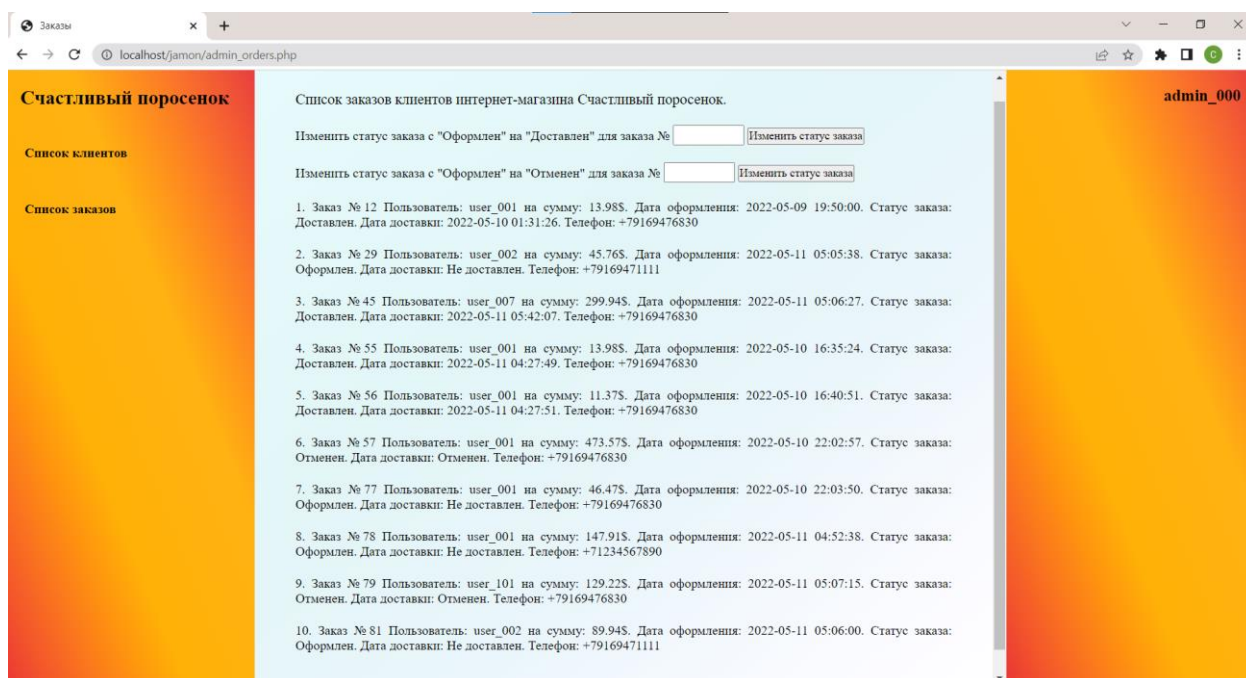 Заказы
localhost/jamon/admin_orders.php
C
Счастливый поросенок
admin_000
Список клиентов
Список заказов
Список заказов клиентов интернет-магазина Счастливый поросенок.
Изменить статус заказа с "Оформлен" на "Доставлен" для заказа № Изменить статус заказа
Изменить статус заказа с "Оформлен" на "Отменен" для заказа № Изменить статус заказа
1. Заказ № 12 Пользователь: user_001 на сумму: 13.98$. Дата оформления: 2022-05-09 19:50:00. Статус заказа:
Доставлен. Дата доставки: 2022-05-10 01:31:26. Телефон: +79169476830
2. Заказ № 29 Пользователь: user_002 на сумму: 45.76$. Дата оформления: 2022-05-11 05:05:38. Статус заказа:
Оформлен. Дата доставки: Не доставлен. Телефон: +79169471111
3. Заказ № 45 Пользователь: user_007 на сумму: 299.94$. Дата оформления: 2022-05-11 05:06:27. Статус заказа:
Доставлен. Дата доставки: 2022-05-11 05:42:07. Телефон: +79169476830
4. Заказ № 55 Пользователь: user_001 на сумму: 13.98$. Дата оформления: 2022-05-10 16:35:24. Статус заказа:
Доставлен. Дата доставки: 2022-05-11 04:27:49. Телефон: +79169476830
5. Заказ № 56 Пользователь: user_001 на сумму: 11.37$. Дата оформления: 2022-05-10 16:40:51. Статус заказа:
Доставлен. Дата доставки: 2022-05-11 04:27:51. Телефон: +79169476830
6. Заказ № 57 Пользователь: user_001 на сумму: 473.57$. Дата оформления: 2022-05-10 22:02:57. Статус заказа:
Отменен. Дата доставки: Отменен. Телефон: +79169476830
7. Заказ № 77 Пользователь: user_001 на сумму: 46.47$. Дата оформления: 2022-05-10 22:03:50. Статус заказа:
Оформлен. Дата доставки: Не доставлен. Телефон: +79169476830
8. Заказ № 78 Пользователь: user_001 на сумму: 147.91$. Дата оформления: 2022-05-11 04:52:38. Статус заказа:
Оформлен. Дата доставки: Не доставлен. Телефон: +71234567890
9. Заказ № 79 Пользователь: user_101 на сумму: 129.22$. Дата оформления: 2022-05-11 05:07:15. Статус заказа:
Отменен. Дата доставки: Отменен. Телефон: +79169476830
10. Заказ № 81 Пользователь: user_002 на сумму: 89.94$. Дата оформления: 2022-05-11 05:06:00. Статус заказа:
Оформлен. Дата доставки: Не доставлен. Телефон: +79169471111